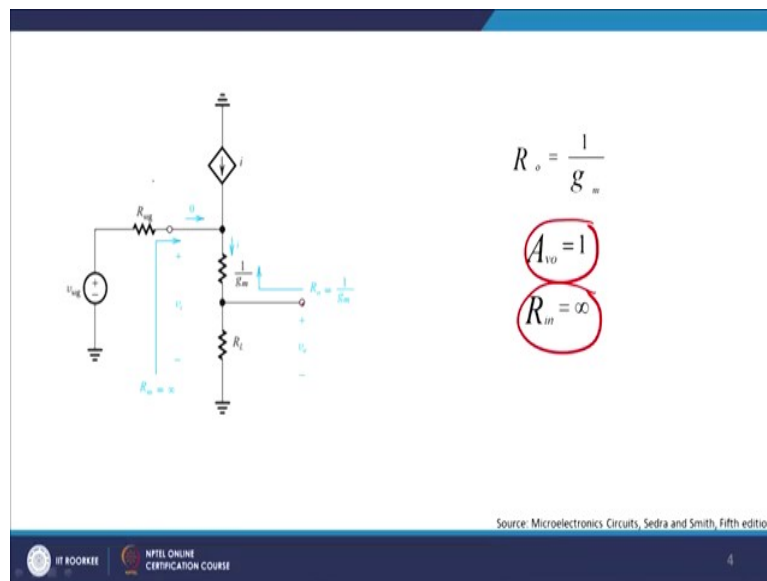 i
R_sig
0
i
v_sig
+
−
+
v_i
−
1/g_m
R_o = 1/g_m
R_L
+
v_o
−
R_in = ∞
R_o = 1/g_m
A_vo = 1
R_in = ∞
Source: Microelectronics Circuits, Sedra and Smith, Fifth editio
IIT ROORKEE
NPTEL ONLINE
CERTIFICATION COURSE
4